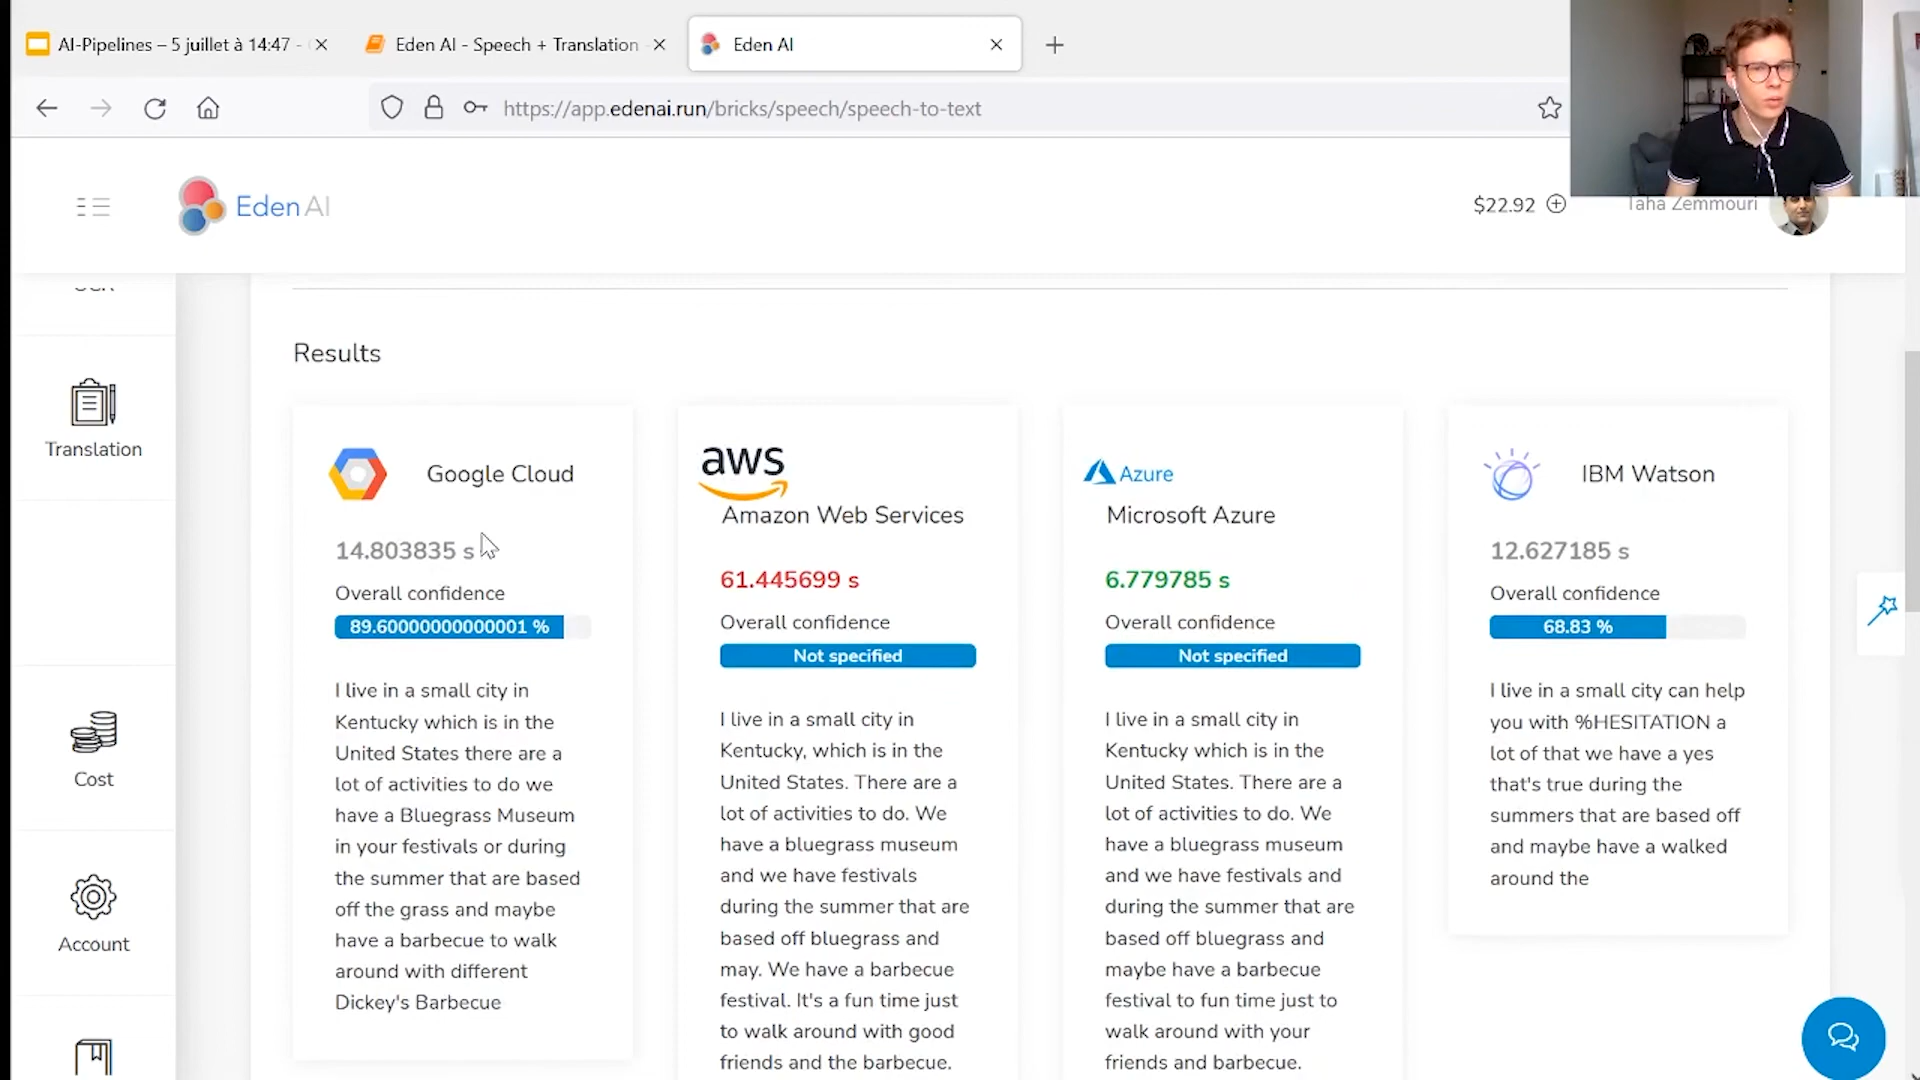 AI-Pipelines – 5 juillet à 14:47 -
Eden AI - Speech + Translation
Eden AI
https://app.edenai.run/bricks/speech/speech-to-text
Eden AI
$22.92
Taha Zemmouri
OCR
Translation
Cost
Account
Results
Google Cloud
14.803835 s
Overall confidence
89.60000000000001 %
I live in a small city in
Kentucky which is in the
United States there are a
lot of activities to do we
have a Bluegrass Museum
in your festivals or during
the summer that are based
off the grass and maybe
have a barbecue to walk
around with different
Dickey's Barbecue
aws
Amazon Web Services
61.445699 s
Overall confidence
Not specified
I live in a small city in
Kentucky, which is in the
United States. There are a
lot of activities to do. We
have a bluegrass museum
and we have festivals
during the summer that are
based off bluegrass and
may. We have a barbecue
festival. It's a fun time just
to walk around with good
friends and the barbecue.
Azure
Microsoft Azure
6.779785 s
Overall confidence
Not specified
I live in a small city in
Kentucky which is in the
United States. There are a
lot of activities to do. We
have a bluegrass museum
and we have festivals and
during the summer that are
based off bluegrass and
maybe have a barbecue
festival to fun time just to
walk around with your
friends and barbecue.
IBM Watson
12.627185 s
Overall confidence
68.83 %
I live in a small city can help
you with %HESITATION a
lot of that we have a yes
that's true during the
summers that are based off
and maybe have a walked
around the